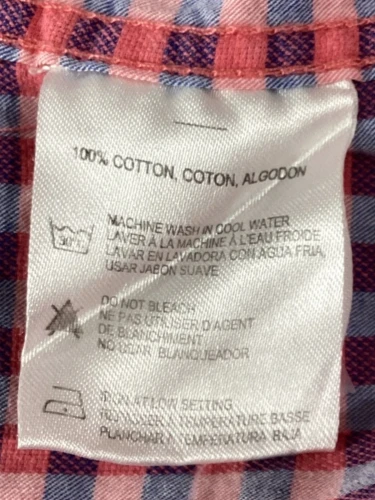 100% COTTON, COTON, ALGODON
30°
MACHINE WASH IN COOL WATER
LAVER À LA MACHINE À L'EAU FROIDE
LAVAR EN LAVADORA CON AGUA FRIA,
USAR JABON SUAVE
DO NOT BLEACH
NE PAS UTILISER D'AGENT
DE BLANCHIMENT
NO USAR BLANQUEADOR
IRON AT LOW SETTING
REPASSER À TEMPERATURE BASSE
PLANCHAR A TEMPERATURA BAJA